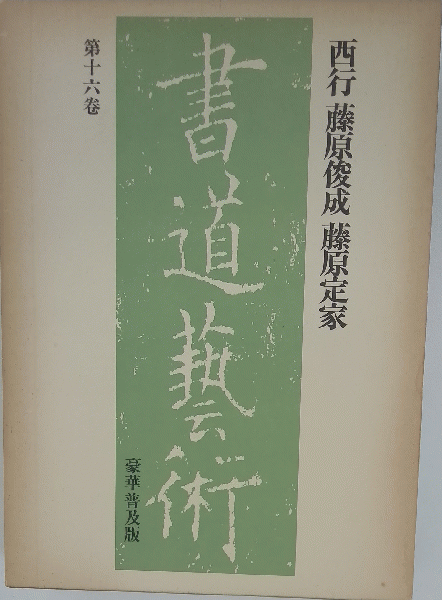 西行 藤原俊成 藤原定家
書道藝術
豪華普及版
第十六卷